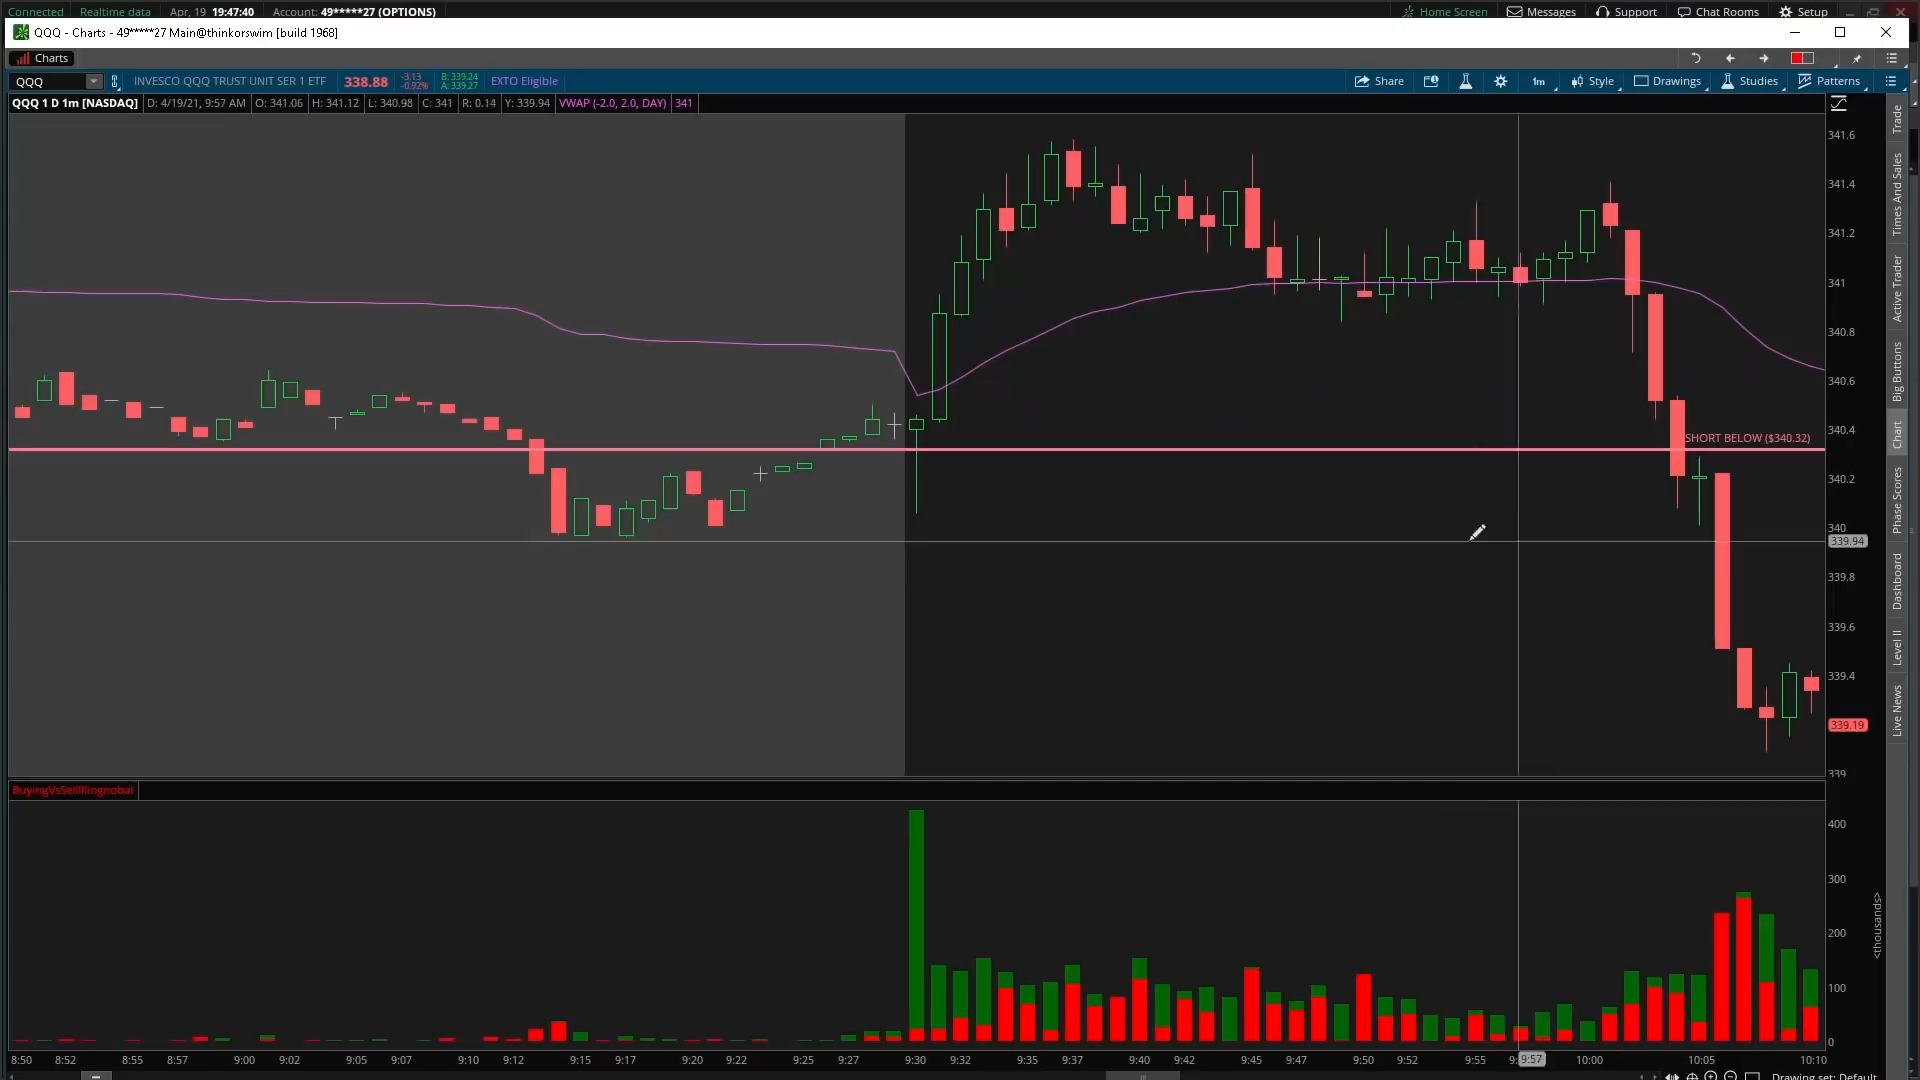 Connected Realtime data Apr, 19 19:47:40 Account: 49*****27 (OPTIONS) Home Screen Messages Support Chat Rooms Setup
QQQ - Charts - 49*****27 Main@thinkorswim [build 1968]
Charts
QQQ INVESCO QQQ TRUST UNIT SER 1 ETF 338.88 -3.13 -0.92% B: 339.24 A: 339.27 EXTO Eligible Share 1m Style Drawings Studies Patterns
QQQ 1 D 1m [NASDAQ] D: 4/19/21, 9:57 AM O: 341.06 H: 341.12 L: 340.98 C: 341 R: 0.14 Y: 339.94 VWAP (-2.0, 2.0, DAY) 341
341.6
341.4
341.2
341
340.8
340.6
340.4
SHORT BELOW ($340.32)
340.2
340
339.94
339.8
339.6
339.4
339.19
339
Trade
Times And Sales
Active Trader
Big Buttons
Chart
Phase Scores
Dashboard
Level II
Live News
400
300
200
100
0
<thousands>
8:50 8:52 8:55 8:57 9:00 9:02 9:05 9:07 9:10 9:12 9:15 9:17 9:20 9:22 9:25 9:27 9:30 9:32 9:35 9:37 9:40 9:42 9:45 9:47 9:50 9:52 9:55 9:57 10:00 10:05 10:10
Drawing set: Default